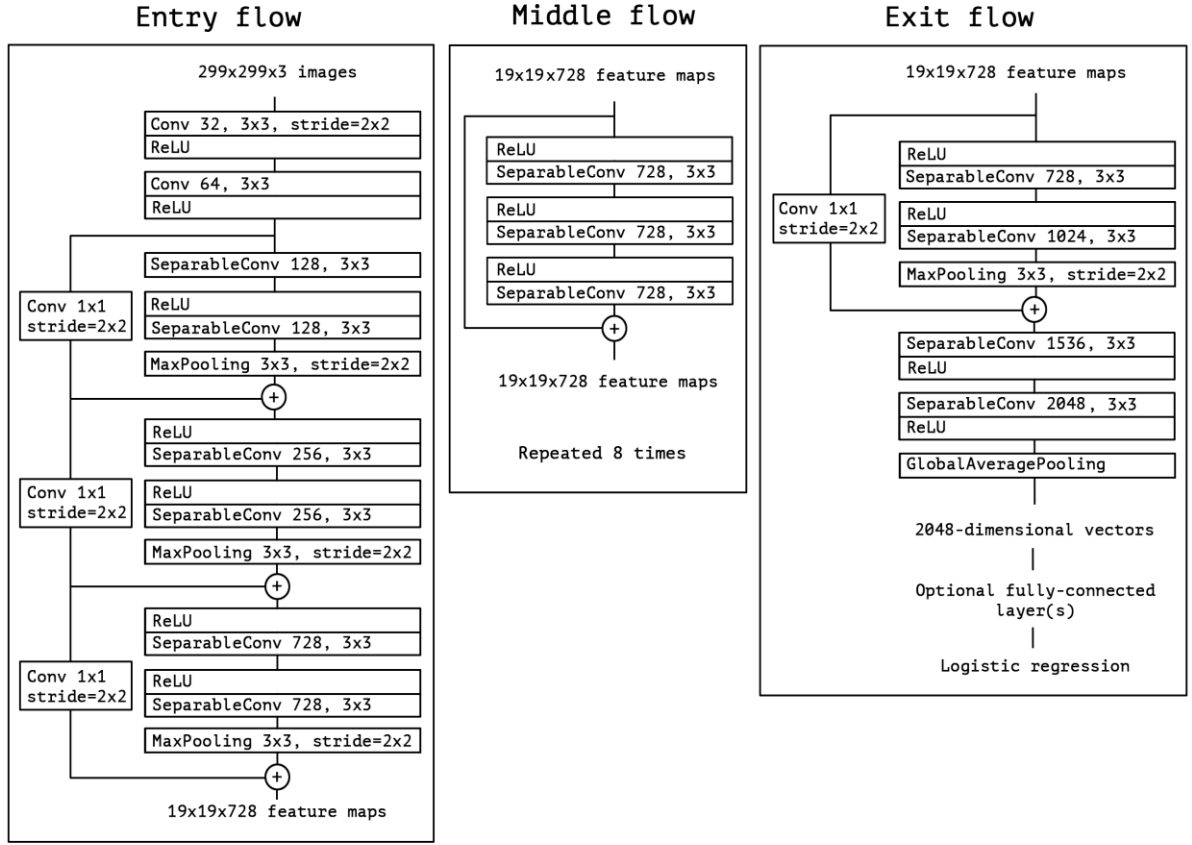 Entry flow
299x299x3 images
Conv 32, 3x3, stride=2x2
ReLU
Conv 64, 3x3
ReLU
SeparableConv 128, 3x3
Conv 1x1
stride=2x2
ReLU
SeparableConv 128, 3x3
MaxPooling 3x3, stride=2x2
+
ReLU
SeparableConv 256, 3x3
Conv 1x1
stride=2x2
ReLU
SeparableConv 256, 3x3
MaxPooling 3x3, stride=2x2
+
ReLU
SeparableConv 728, 3x3
Conv 1x1
stride=2x2
ReLU
SeparableConv 728, 3x3
MaxPooling 3x3, stride=2x2
+
19x19x728 feature maps
Middle flow
19x19x728 feature maps
ReLU
SeparableConv 728, 3x3
ReLU
SeparableConv 728, 3x3
ReLU
SeparableConv 728, 3x3
+
19x19x728 feature maps
Repeated 8 times
Exit flow
19x19x728 feature maps
ReLU
SeparableConv 728, 3x3
Conv 1x1
stride=2x2
ReLU
SeparableConv 1024, 3x3
MaxPooling 3x3, stride=2x2
+
SeparableConv 1536, 3x3
ReLU
SeparableConv 2048, 3x3
ReLU
GlobalAveragePooling
2048-dimensional vectors
Optional fully-connected
layer(s)
Logistic regression